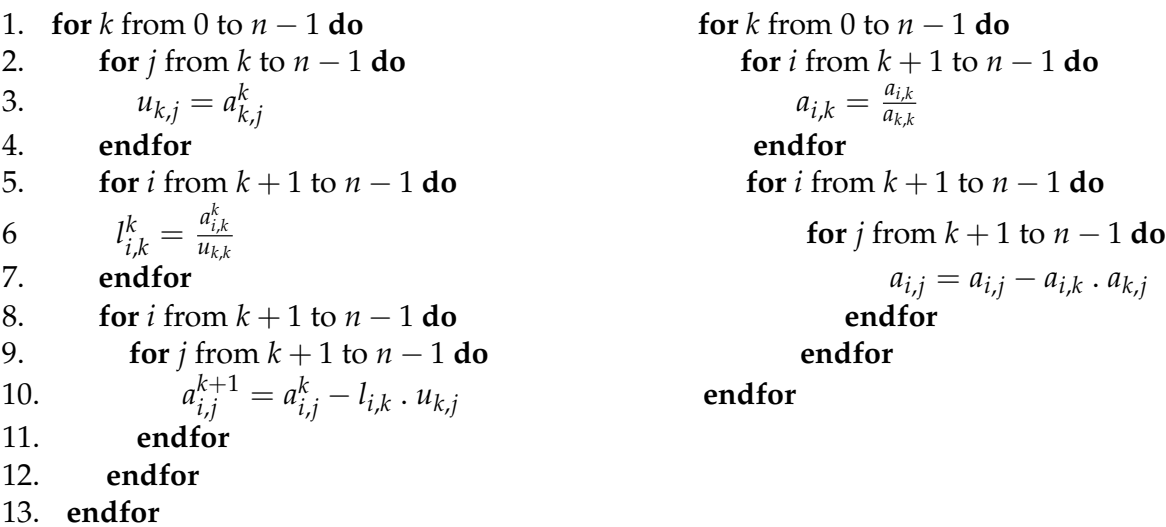 1. for k from 0 to n − 1 do
2. for j from k to n − 1 do
3. u_{k,j} = a^k_{k,j}
4. endfor
5. for i from k + 1 to n − 1 do
6 l^k_{i,k} = \frac{a^k_{i,k}}{u_{k,k}}
7. endfor
8. for i from k + 1 to n − 1 do
9. for j from k + 1 to n − 1 do
10. a^{k+1}_{i,j} = a^k_{i,j} − l_{i,k} . u_{k,j}
11. endfor
12. endfor
13. endfor
for k from 0 to n − 1 do
for i from k + 1 to n − 1 do
a_{i,k} = \frac{a_{i,k}}{a_{k,k}}
endfor
for i from k + 1 to n − 1 do
for j from k + 1 to n − 1 do
a_{i,j} = a_{i,j} − a_{i,k} . a_{k,j}
endfor
endfor
endfor